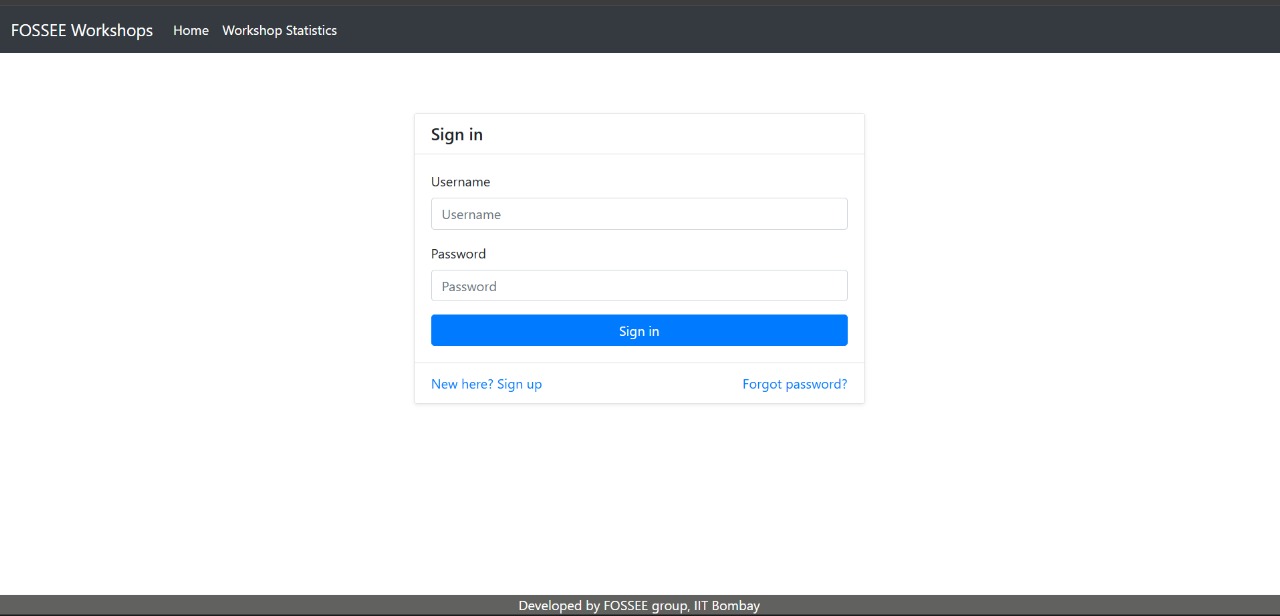 FOSSEE Workshops Home Workshop Statistics
Sign in
Username
Username
Password
Password
Sign in
New here? Sign up Forgot password?
Developed by FOSSEE group, IIT Bombay